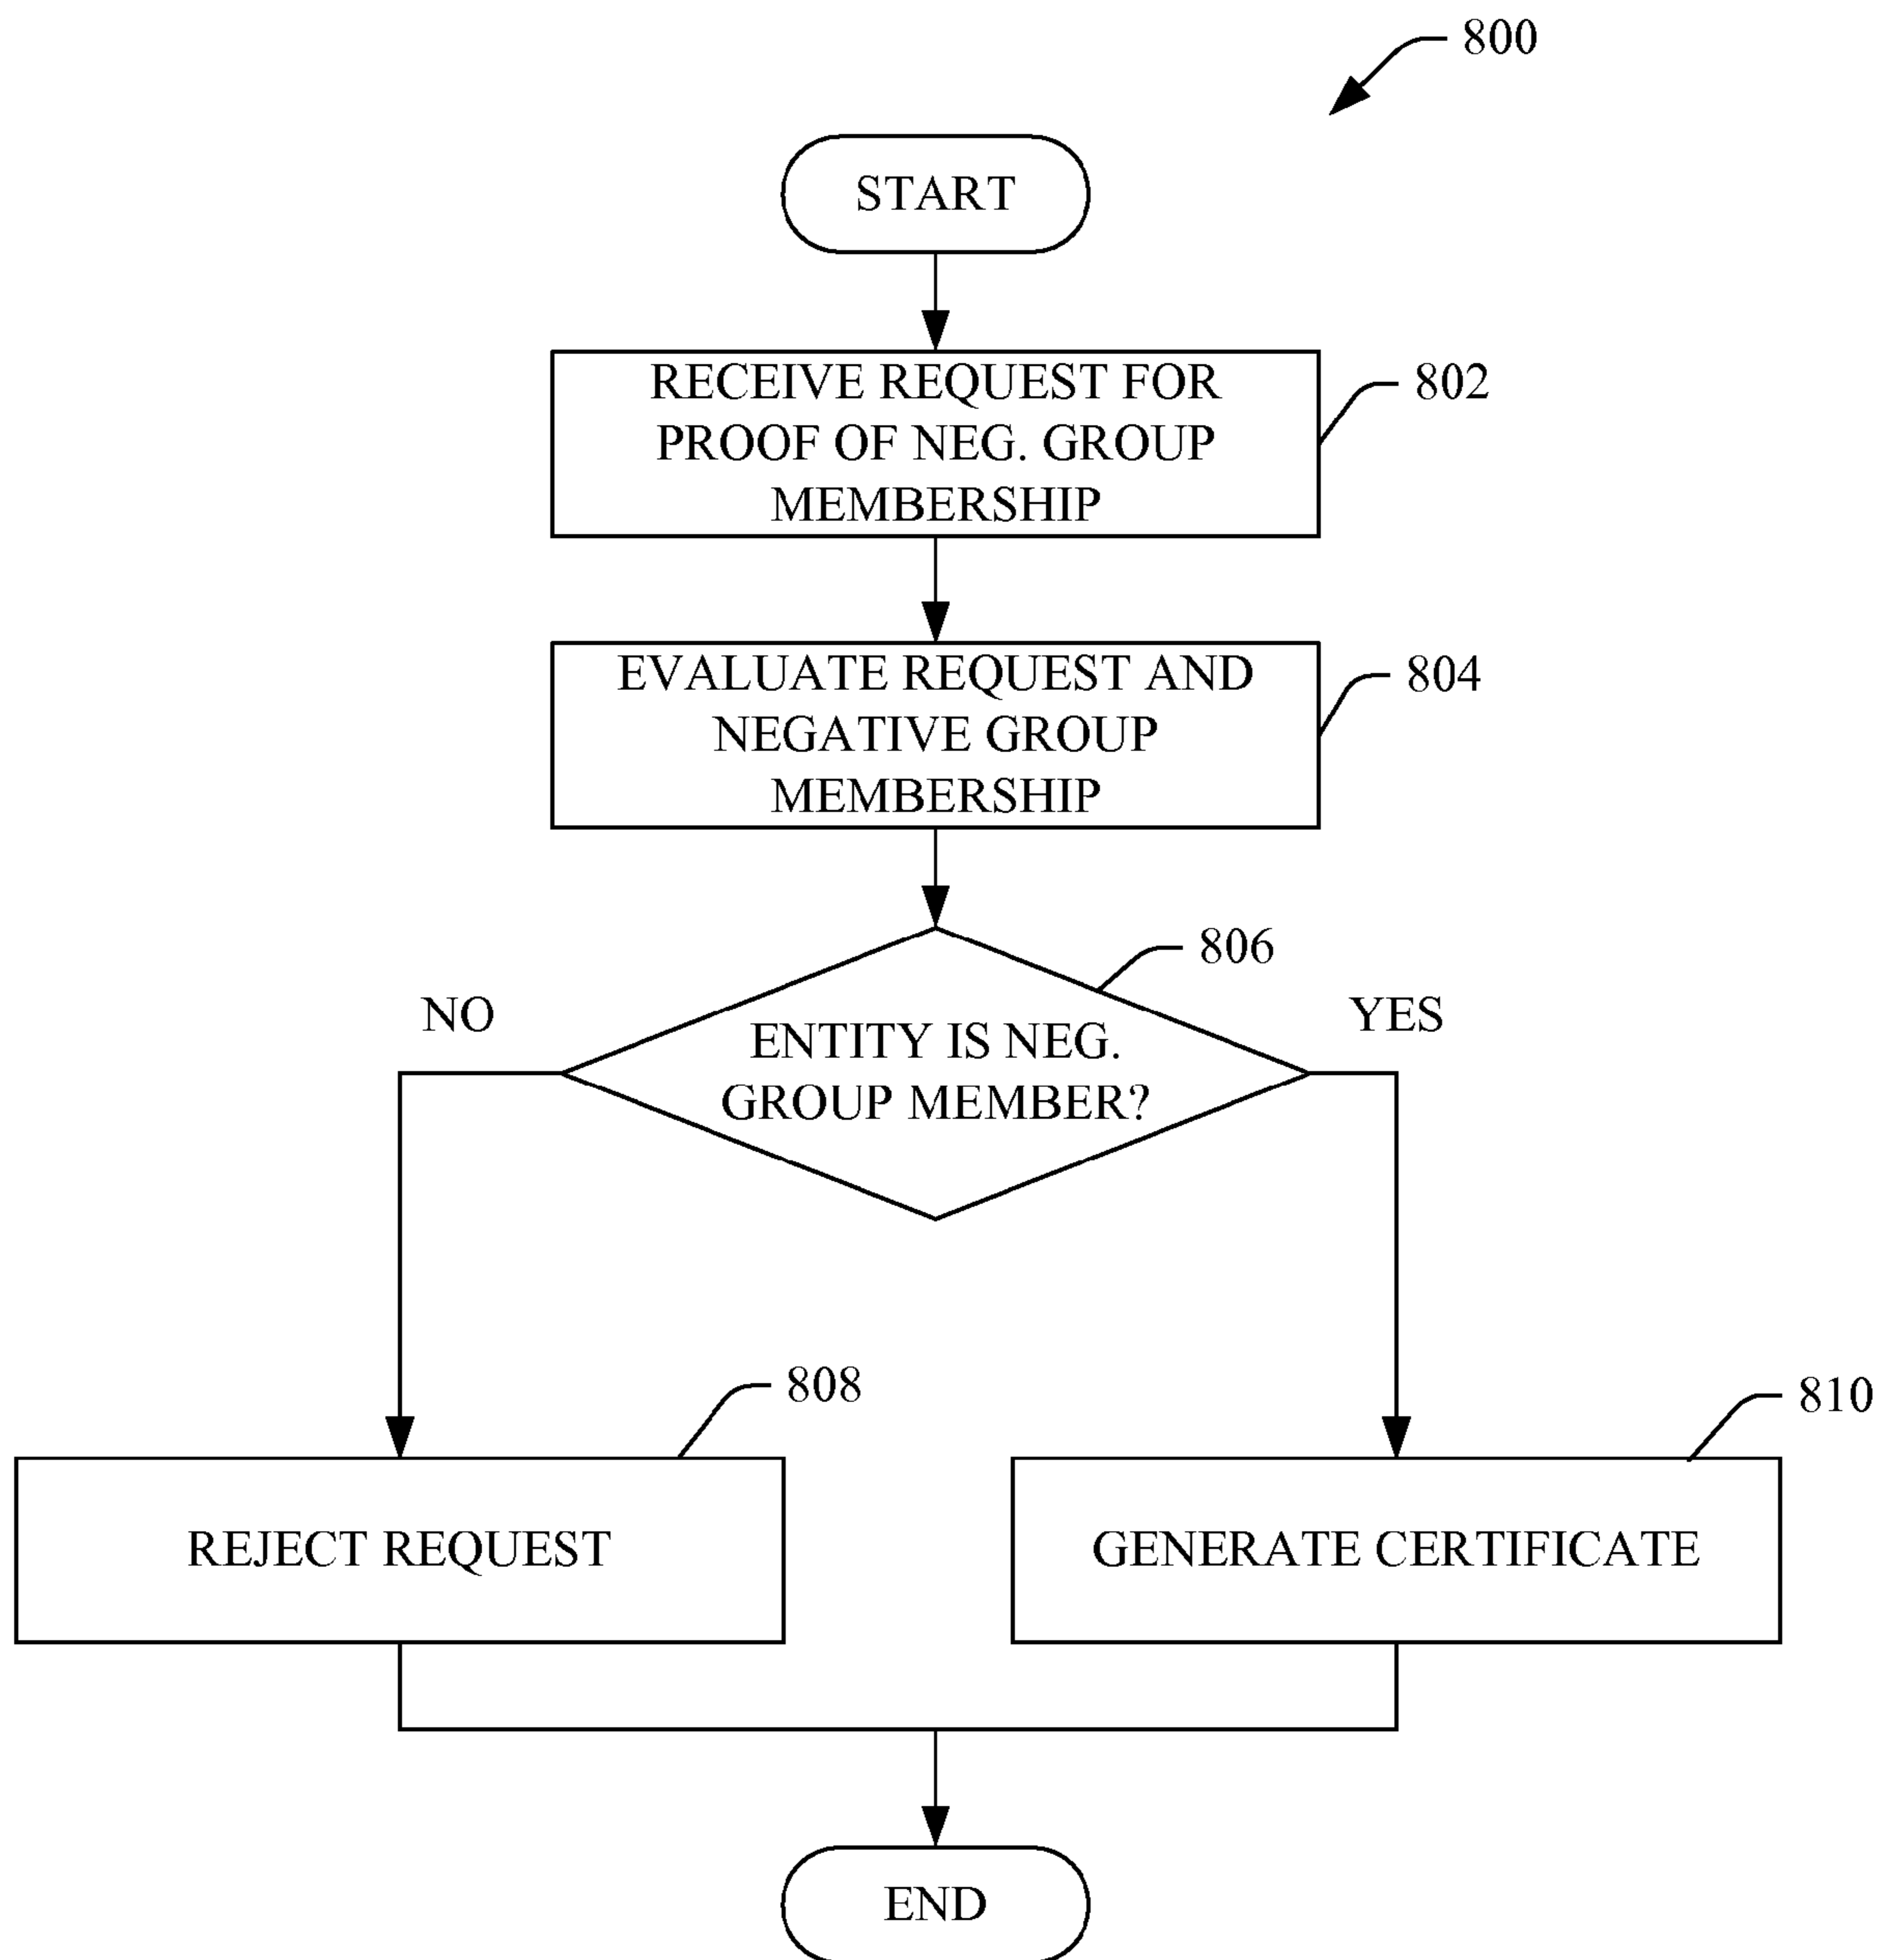 800
START
RECEIVE REQUEST FOR
PROOF OF NEG. GROUP
MEMBERSHIP
802
EVALUATE REQUEST AND
NEGATIVE GROUP
MEMBERSHIP
804
806
NO
YES
ENTITY IS NEG.
GROUP MEMBER?
808
810
REJECT REQUEST
GENERATE CERTIFICATE
END